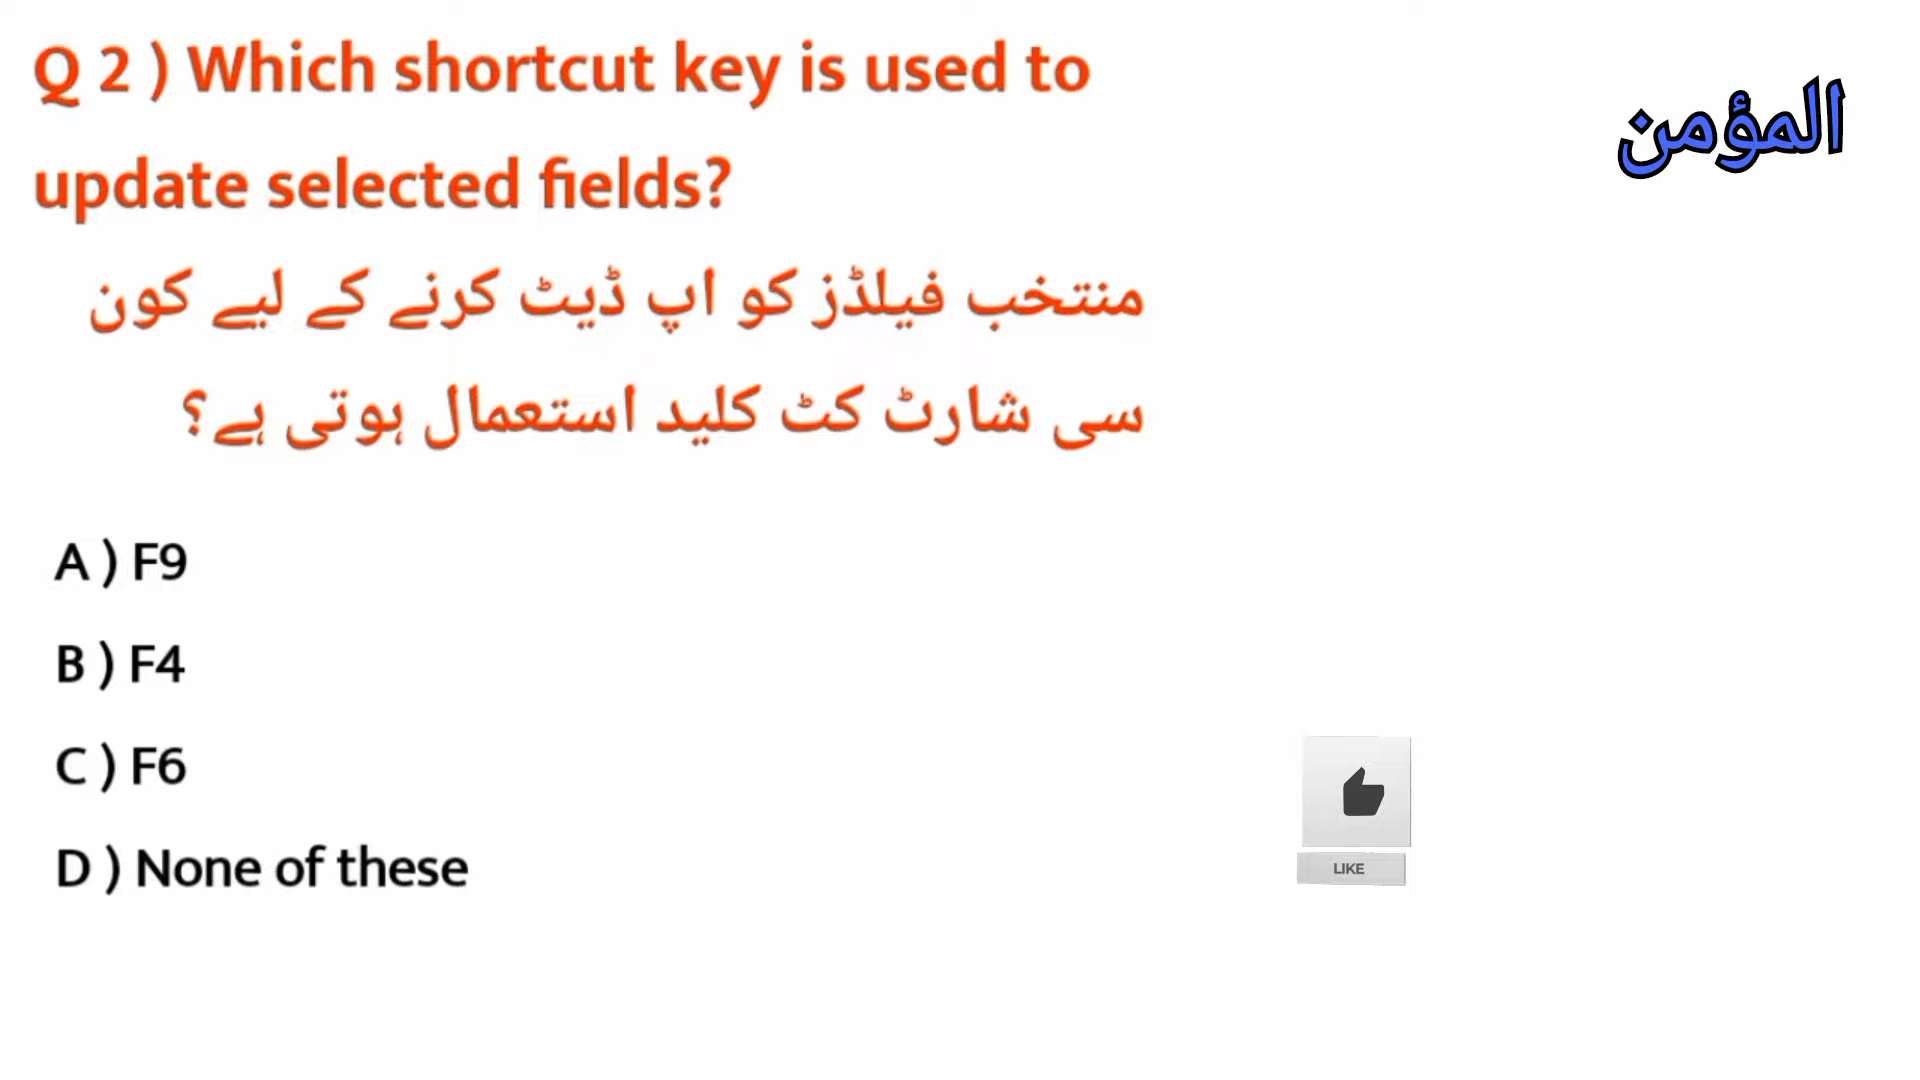 Q 2 ) Which shortcut key is used to
update selected fields?
المؤمن
منتخب فیلڈز کو اپ ڈیٹ کرنے کے لیے کون
سی شارٹ کٹ کلید استعمال ہوتی ہے؟
A ) F9
B ) F4
C ) F6
D ) None of these
LIKE